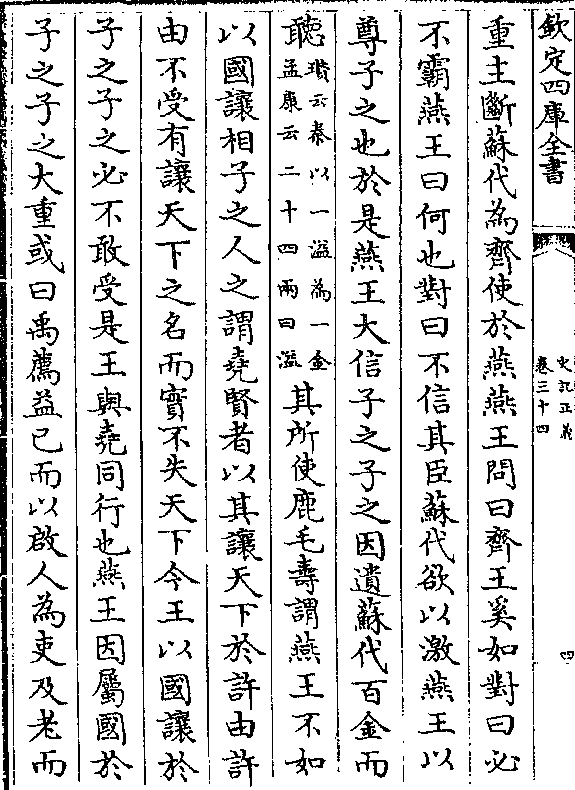 欽定四庫全書
史記正義
卷三十四
四
重主斷蘇代為齊使於燕燕王問曰齊王奚如對曰必
不霸燕王曰何也對曰不信其臣蘇代欲以激燕王以
尊子之也於是燕王大信子之子之因遺蘇代百金而
聽
瓚云秦以一溢為一金
孟康云二十四兩曰溢
其所使鹿毛壽謂燕王不如
以國讓相子之人之謂堯賢者以其讓天下於許由許
由不受有讓天下之名而實不失天下今王以國讓於
子之子之必不敢受是王與堯同行也燕王因屬國於
子之子之大重或曰禹薦益已而以啟人為吏及老而